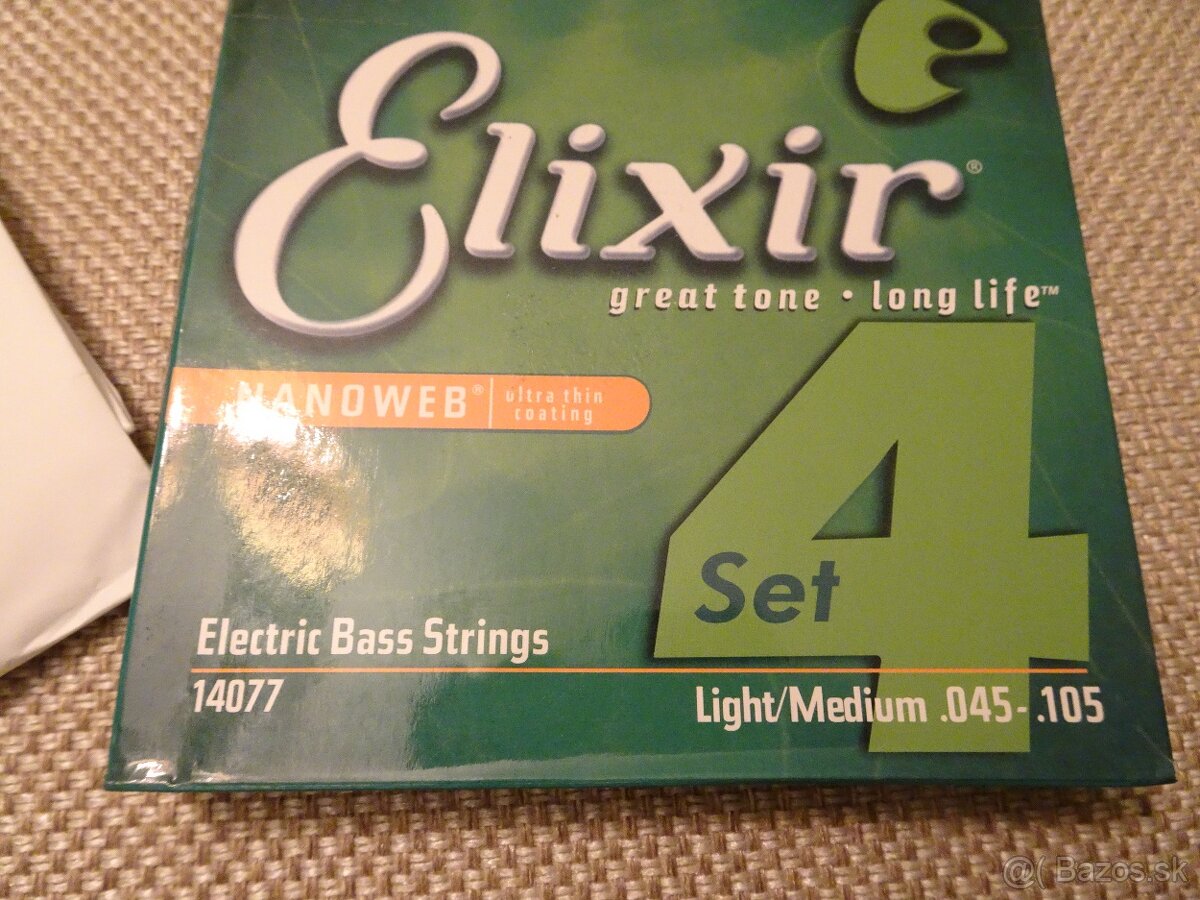 Elixir®
great tone • long life™
NANOWEB® | ultra thin coating
4
Set
Electric Bass Strings
14077
Light/Medium .045-.105
@( Bazos.sk